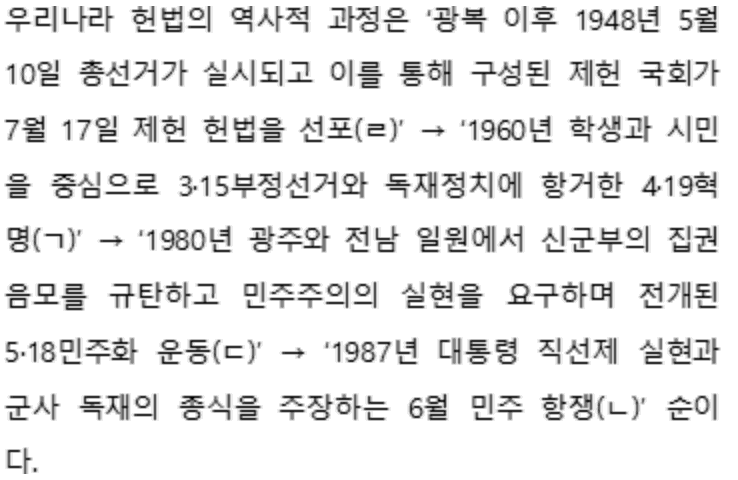 우리나라 헌법의 역사적 과정은 ‘광복 이후 1948년 5월
10일 총선거가 실시되고 이를 통해 구성된 제헌 국회가
7월 17일 제헌 헌법을 선포(ㄹ)’ → ‘1960년 학생과 시민
을 중심으로 3·15부정선거와 독재정치에 항거한 4·19혁
명(ㄱ)’ → ‘1980년 광주와 전남 일원에서 신군부의 집권
음모를 규탄하고 민주주의의 실현을 요구하며 전개된
5·18민주화 운동(ㄷ)’ → ‘1987년 대통령 직선제 실현과
군사 독재의 종식을 주장하는 6월 민주 항쟁(ㄴ)’ 순이
다.